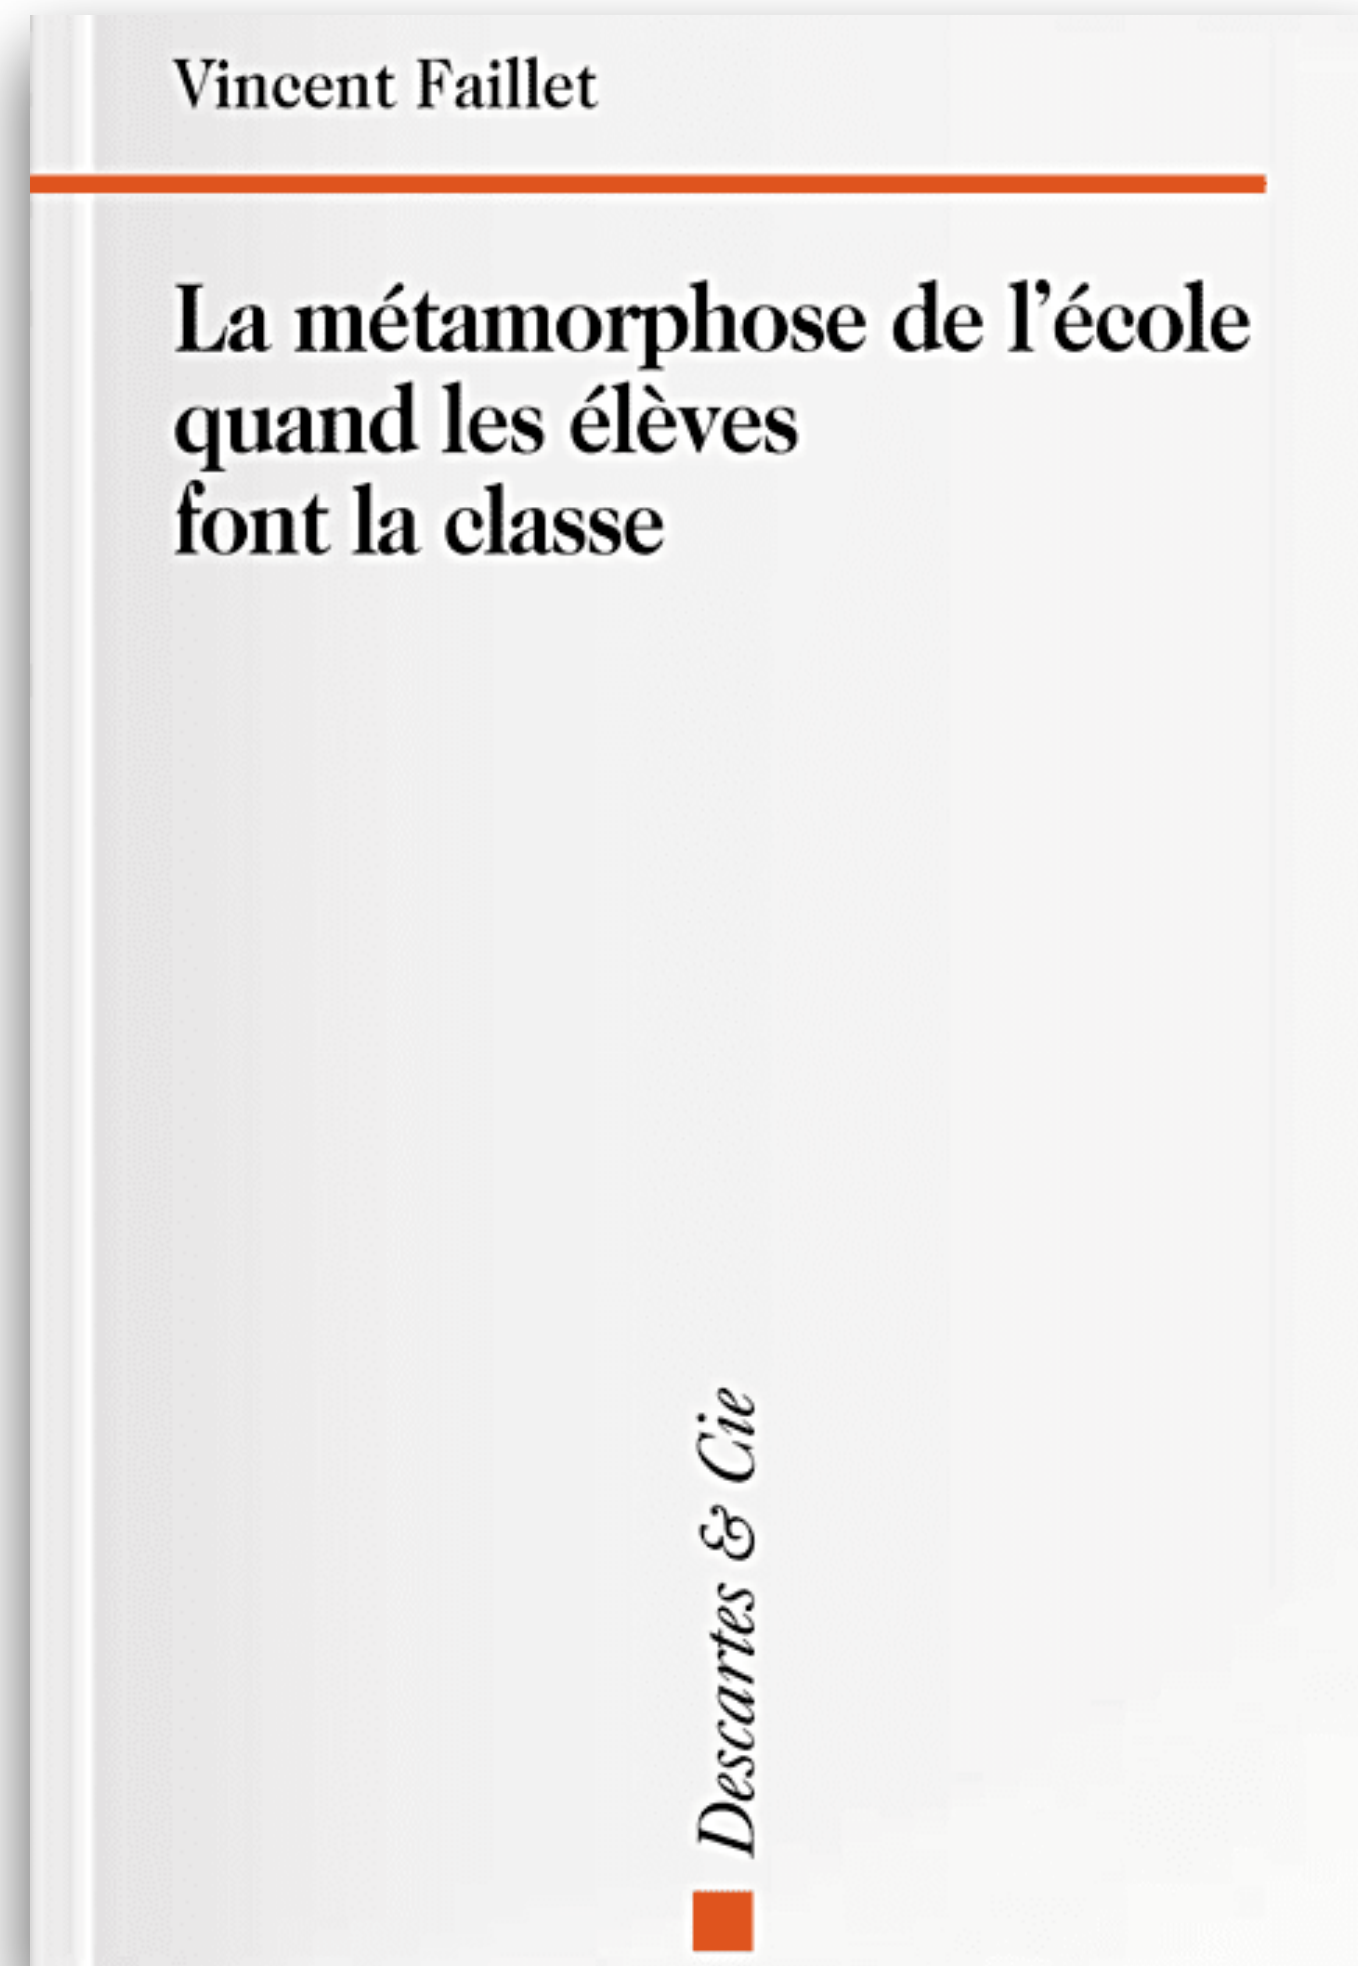 Vincent Faillet
La métamorphose de l’école
quand les élèves
font la classe
Descartes & Cie